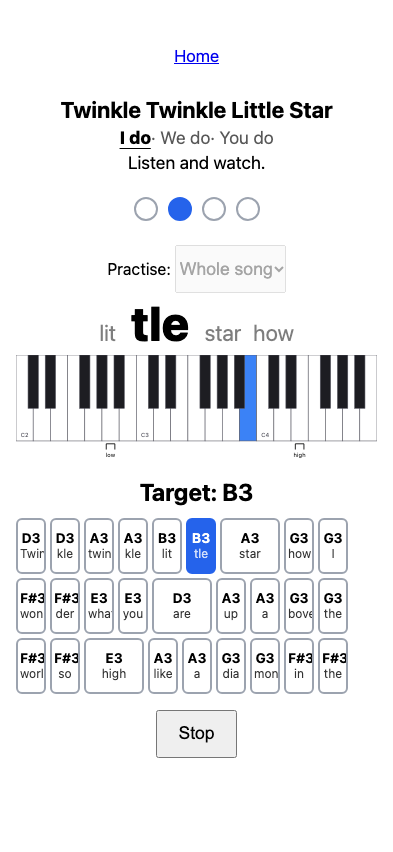 Home
Twinkle Twinkle Little Star
I do· We do· You do
Listen and watch.
Practise: Whole song
lit tle star how
C2 C3 C4
low high
Target: B3
D3 D3 A3 A3 B3 B3 A3 G3 G3
Twin kle twin kle lit tle star how I
F#3 F#3 E3 E3 D3 A3 A3 G3 G3
won der wha you are up a bove the
F#3 F#3 E3 A3 A3 G3 G3 F#3 F#3
worl so high like a dia mon in the
Stop